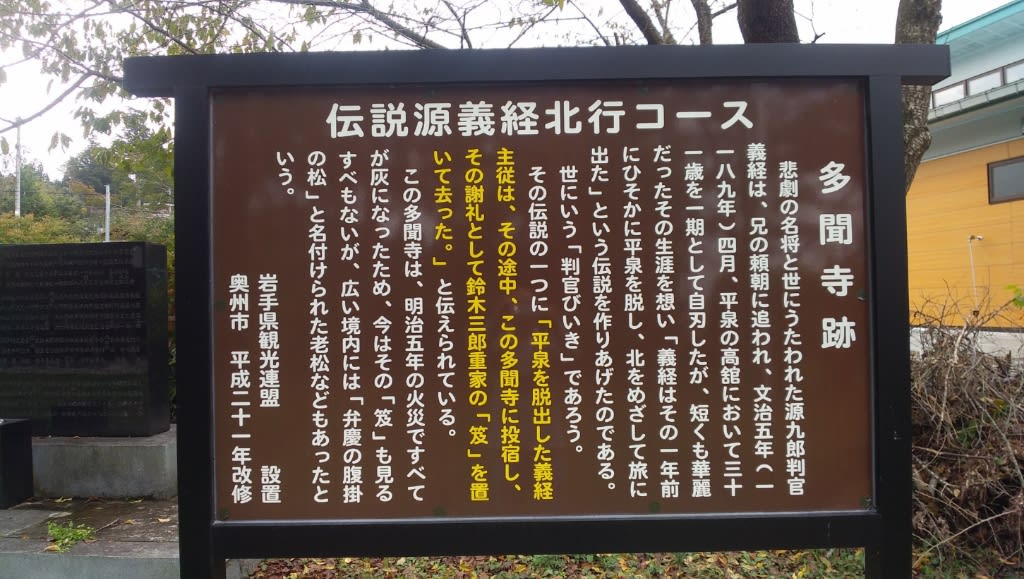 伝説源義経北行コース
多聞寺跡
悲劇の名将と世にうたわれた源九郎判官
義経は、兄の頼朝に追われ、文治五年（一
一八九年）四月、平泉の高舘において三十
一歳を一期として自刃したが、短くも華麗
だったその生涯を想い「義経はその一年前
にひそかに平泉を脱し、北をめざして旅に
出た」という伝説を作りあげたのである。
世にいう「判官びいき」であろう。
その伝説の一つに「平泉を脱出した義経
主従は、その途中、この多聞寺に投宿し、
その謝礼として鈴木三郎重家の「笈」を置
いて去った。」と伝えられている。
この多聞寺は、明治五年の火災ですべて
が灰になったため、今はその「笈」も見る
すべもないが、広い境内には「弁慶の腹掛
の松」と名付けられた老松などもあったと
いう。
岩手県観光連盟　設置
奥州市　平成二十一年改修